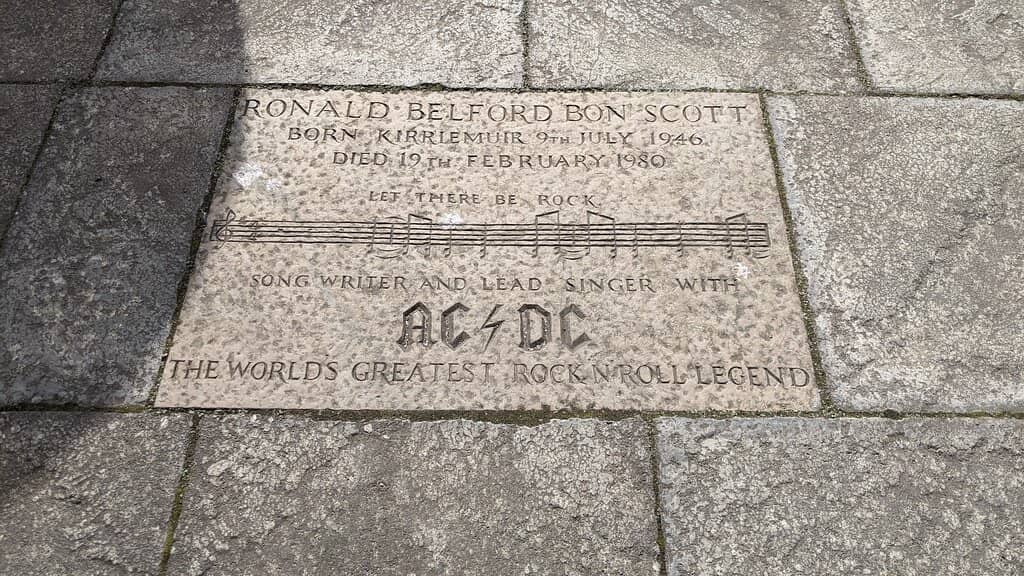 RONALD BELFORD BON SCOTT
BORN KIRRIEMUIR 9TH JULY 1946
DIED 19TH FEBRUARY 1980
LET THERE BE ROCK
SONG WRITER AND LEAD SINGER WITH
AC⚡DC
THE WORLD'S GREATEST ROCK'N'ROLL LEGEND